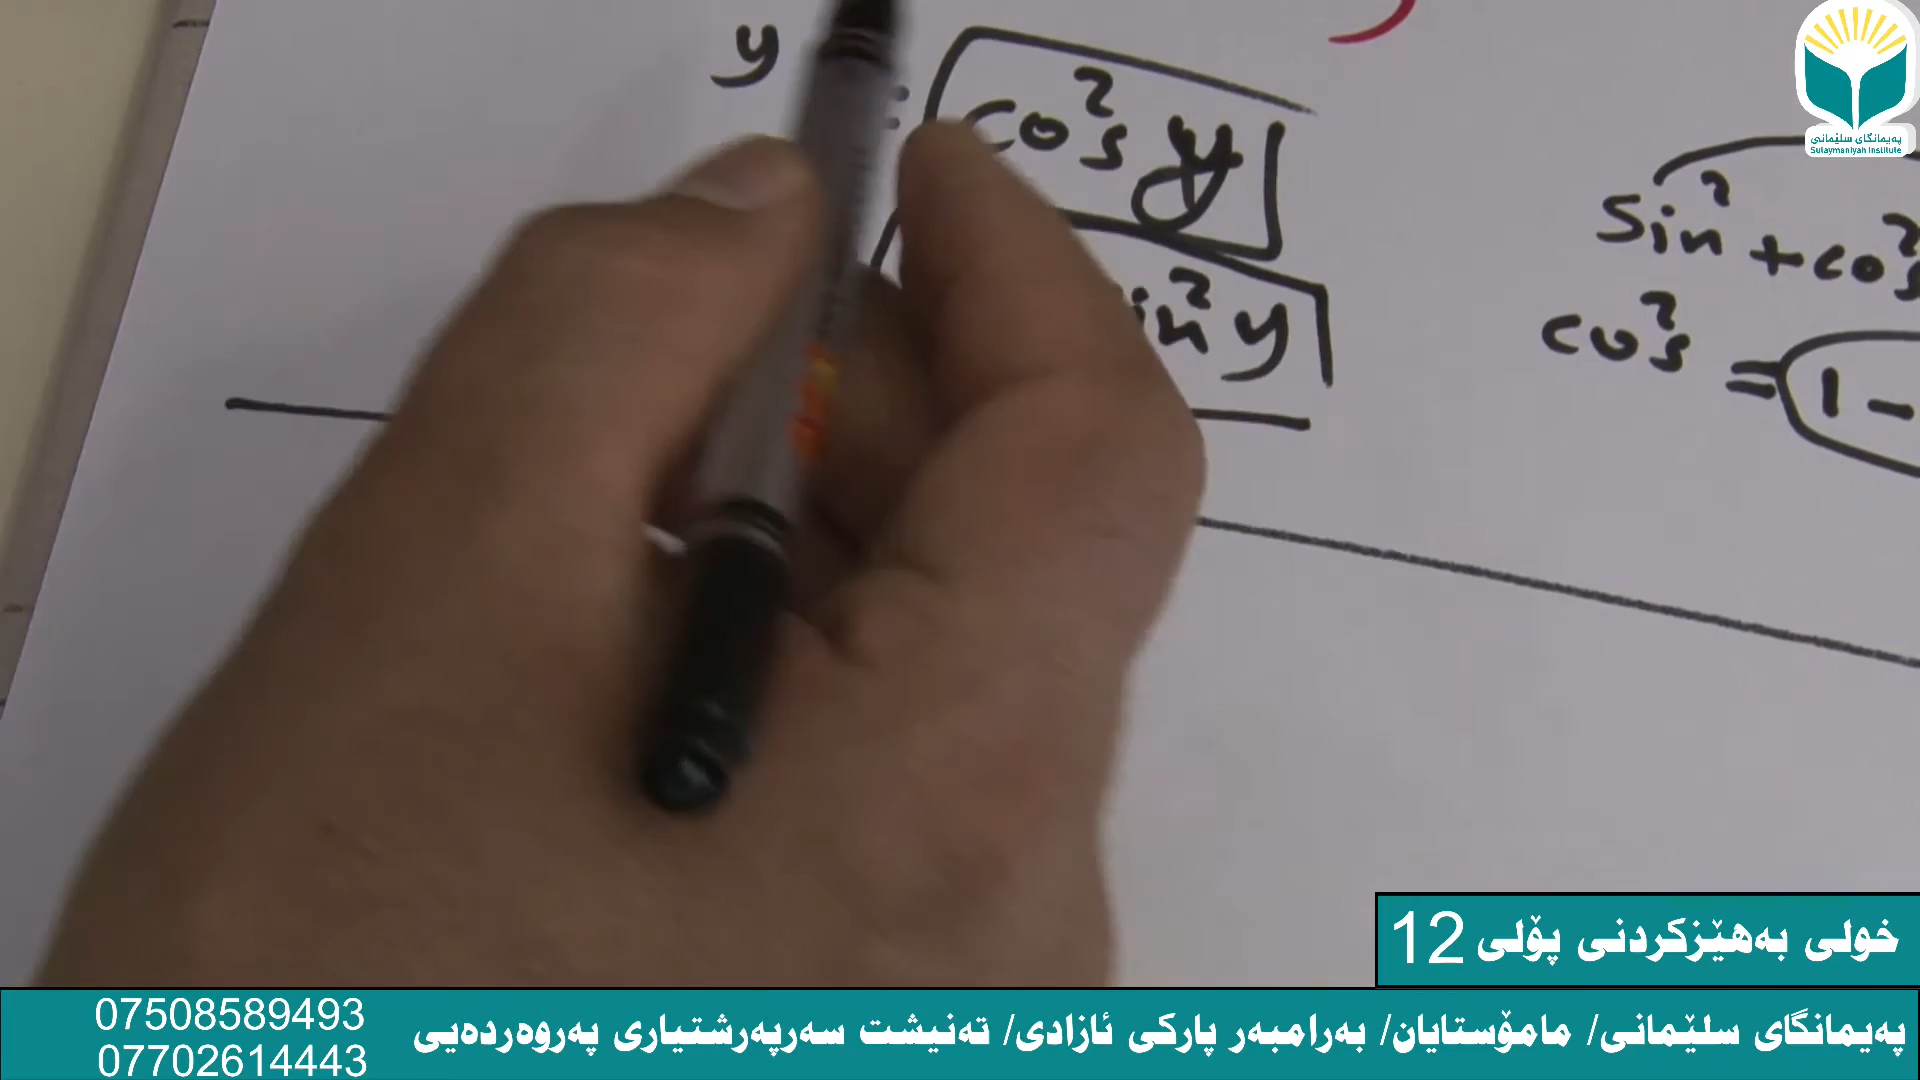 y = cos² y
in² y
sin² + cos²
cos² = 1 -
پەیمانگای سلێمانی
Sulaymaniyah Institute
خولی بەهێزکردنی پۆلی 12
پەیمانگای سلێمانی/ مامۆستایان/ بەرامبەر پارکی ئازادی/ تەنیشت سەرپەرشتیاری پەروەردەیی
07508589493
07702614443